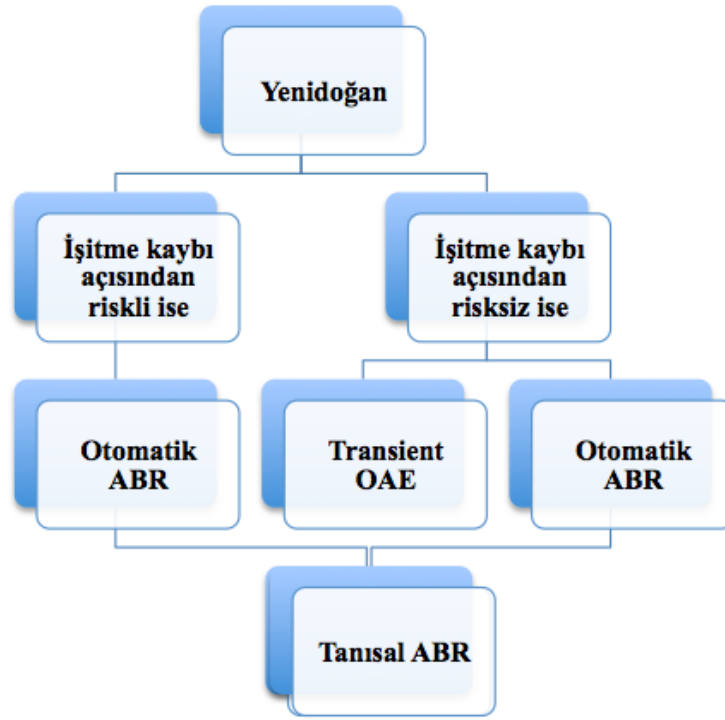 Yenidoğan
İşitme kaybı
açısından
riskli ise
İşitme kaybı
açısından
risksiz ise
Otomatik
ABR
Transient
OAE
Otomatik
ABR
Tanısal ABR